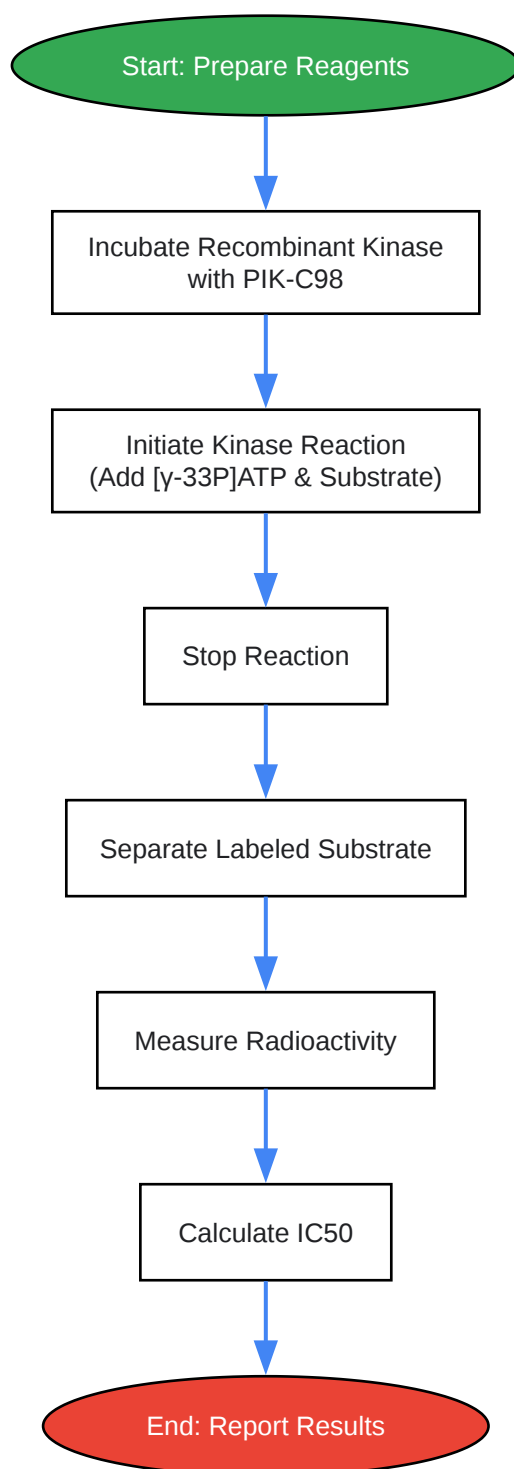 Start: Prepare Reagents
Incubate Recombinant Kinase
with PIK-C98
Initiate Kinase Reaction
(Add [γ-33P]ATP & Substrate)
Stop Reaction
Separate Labeled Substrate
Measure Radioactivity
Calculate IC50
End: Report Results